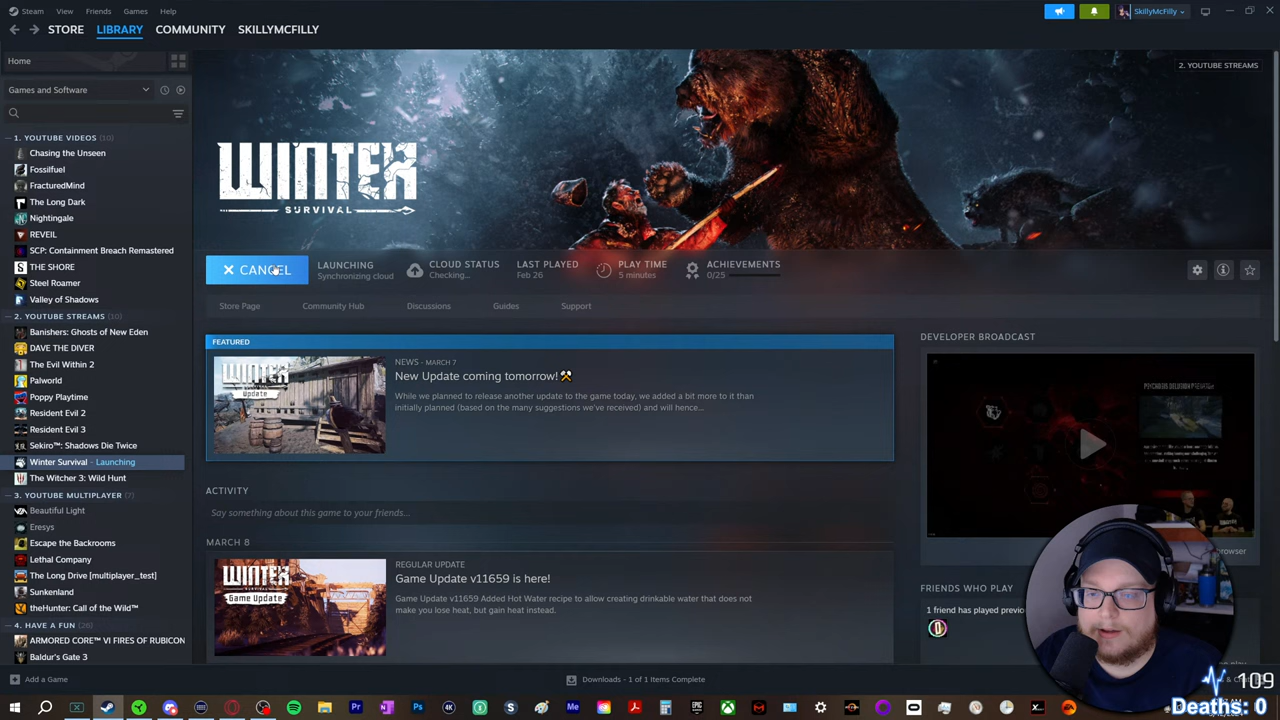 Steam View Friends Games Help
SkillyMcFilly
STORE LIBRARY COMMUNITY SKILLYMCFILLY
Home
2. YOUTUBE STREAMS
Games and Software
1. YOUTUBE VIDEOS (10)
Chasing the Unseen
Fossilfuel
FracturedMind
The Long Dark
Nightingale
REVEIL
SCP: Containment Breach Remastered
THE SHORE
Steel Roamer
Valley of Shadows
2. YOUTUBE STREAMS (10)
Banishers: Ghosts of New Eden
DAVE THE DIVER
The Evil Within 2
Palworld
Poppy Playtime
Resident Evil 2
Resident Evil 3
Sekiro™: Shadows Die Twice
Winter Survival - Launching
The Witcher 3: Wild Hunt
3. YOUTUBE MULTIPLAYER (7)
Beautiful Light
Eresys
Escape the Backrooms
Lethal Company
The Long Drive [multiplayer_test]
Sunkenland
theHunter: Call of the Wild™
4. HAVE A FUN (26)
ARMORED CORE™ VI FIRES OF RUBICON
Baldur's Gate 3
Add a Game
WINTER
SURVIVAL
CANCEL
LAUNCHING
Synchronizing cloud
CLOUD STATUS
Checking...
LAST PLAYED
Feb 26
PLAY TIME
5 minutes
ACHIEVEMENTS
0/25
Store Page Community Hub Discussions Guides Support
FEATURED
WINTER
SURVIVAL
Update
NEWS - MARCH 7
New Update coming tomorrow!
While we planned to release another update to the game today, we added a bit more to it than
initially planned (based on the many suggestions we've received) and will hence...
ACTIVITY
Say something about this game to your friends...
MARCH 8
WINTER
SURVIVAL
Game Update
REGULAR UPDATE
Game Update v11659 is here!
Game Update v11659 Added Hot Water recipe to allow creating drinkable water that does not
make you lose heat, but gain heat instead.
DEVELOPER BROADCAST
rowser
FRIENDS WHO PLAY
1 friend has played previo
Downloads - 1 of 1 Items Complete
109
Deaths: 0